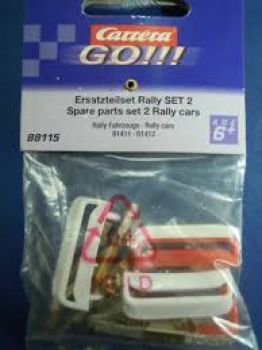 Carrera
GO!!!
Ersatzteilset Rally SET 2
Spare parts set 2 Rally cars
Rally Fahrzeuge - Rally cars
61411 - 61412
88115
AGE
6+